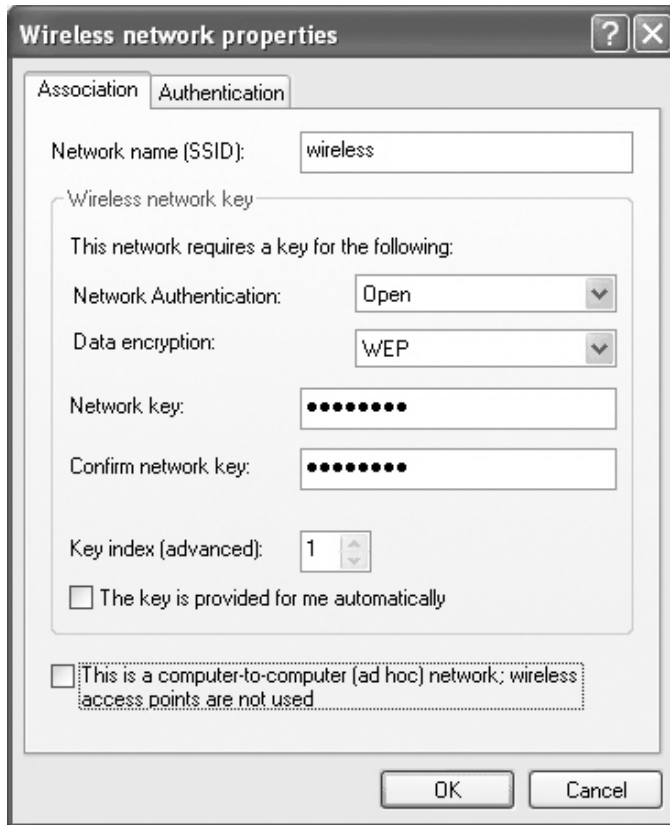 Wireless network properties
Association
Authentication
Network name (SSID):
wireless
Wireless network key
This network requires a key for the following:
Network Authentication:
Open
Data encryption:
WEP
Network key:
••••••••
Confirm network key:
••••••••
Key index (advanced):
1
The key is provided for me automatically
This is a computer-to-computer (ad hoc) network; wireless
access points are not used
OK
Cancel